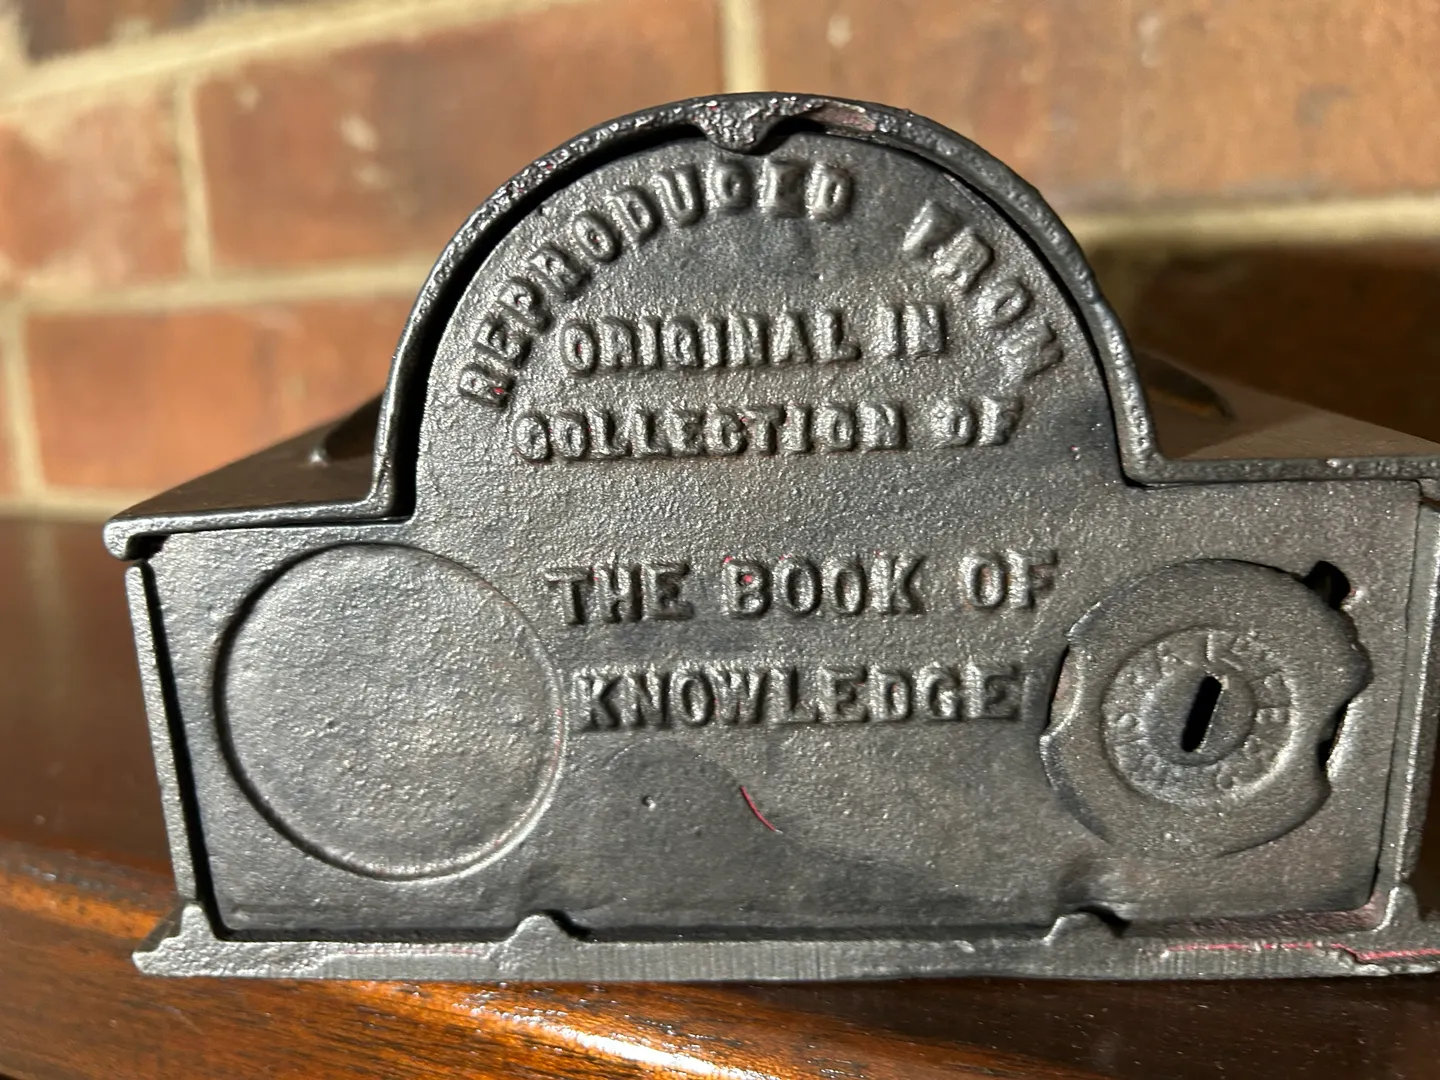 REPRODUCED FROM
ORIGINAL IN
COLLECTION OF
THE BOOK OF
KNOWLEDGE